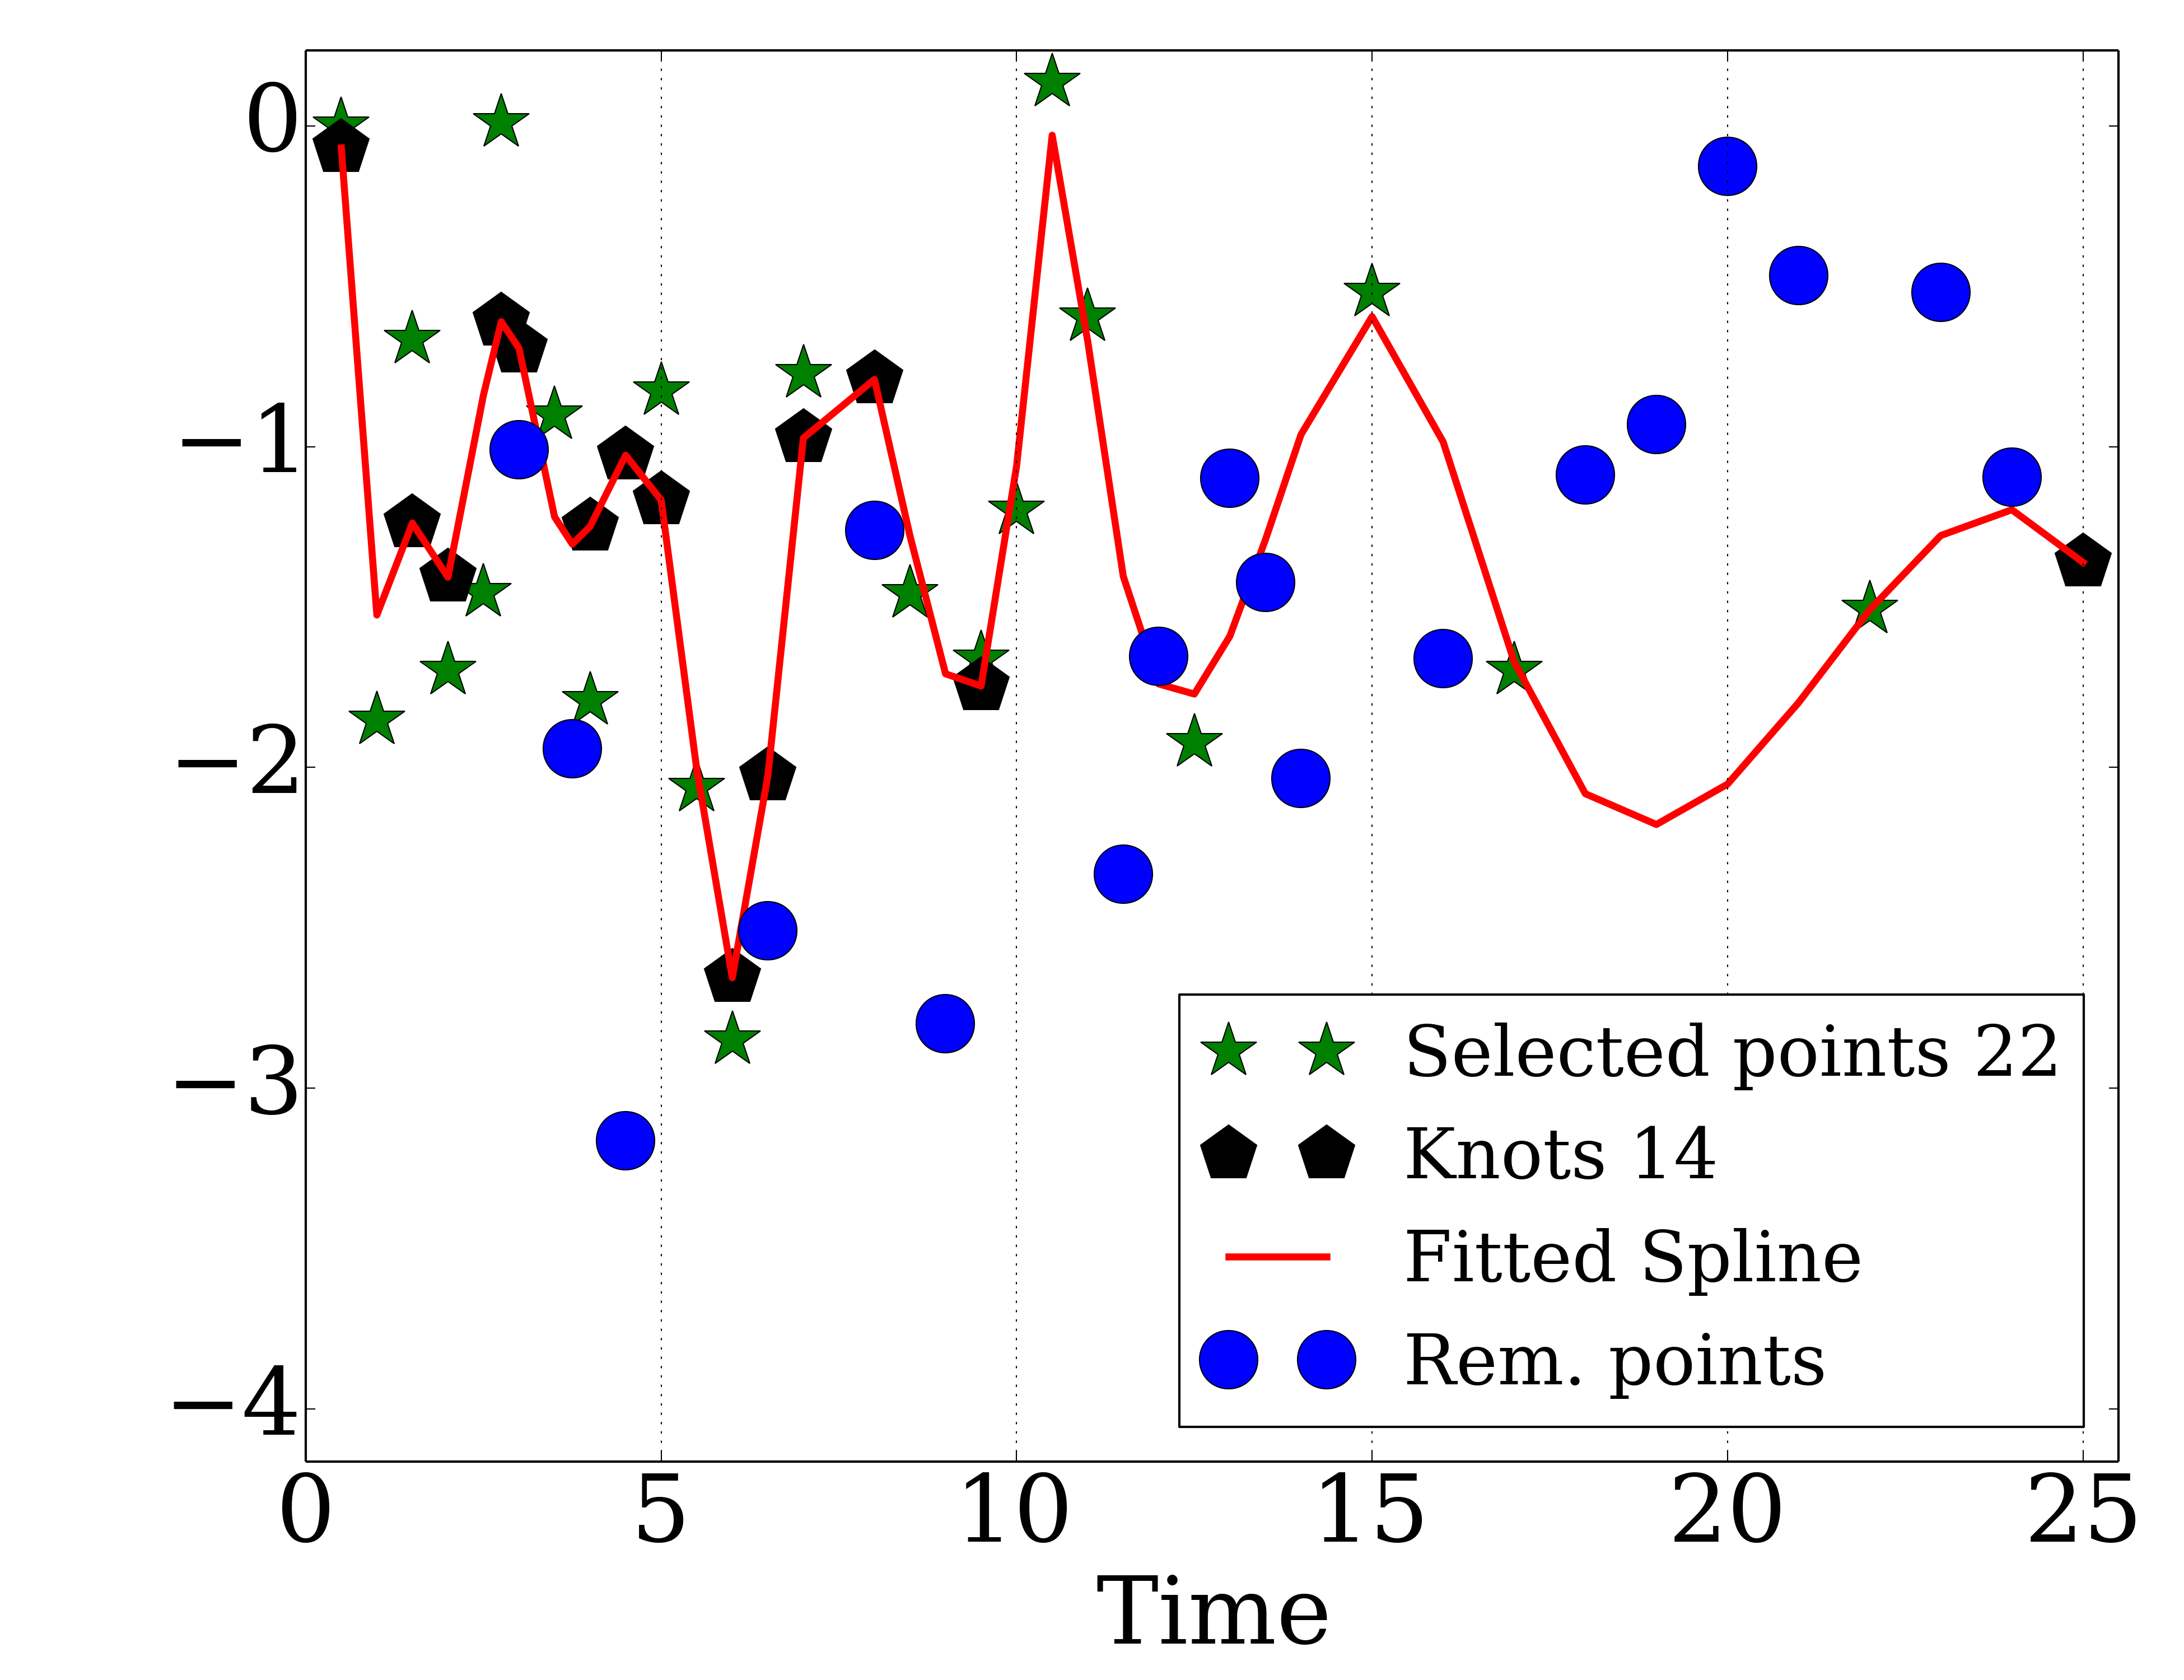 0
−1
−2
−3
−4
0 5 10 15 20 25
Time
Selected points 22
Knots 14
Fitted Spline
Rem. points